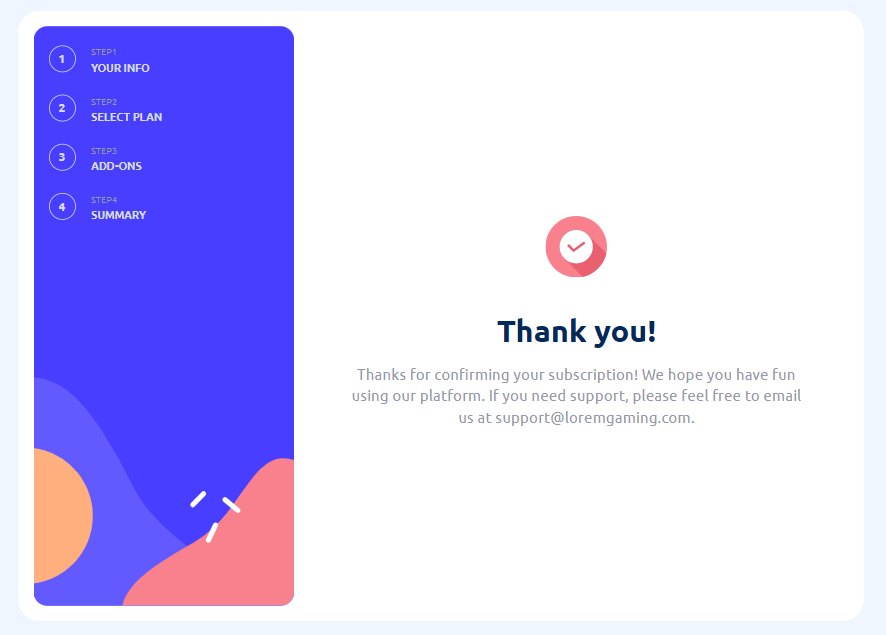 1
STEP1
YOUR INFO
2
STEP2
SELECT PLAN
3
STEP3
ADD-ONS
4
STEP4
SUMMARY
Thank you!
Thanks for confirming your subscription! We hope you have fun
using our platform. If you need support, please feel free to email
us at support@loremgaming.com.